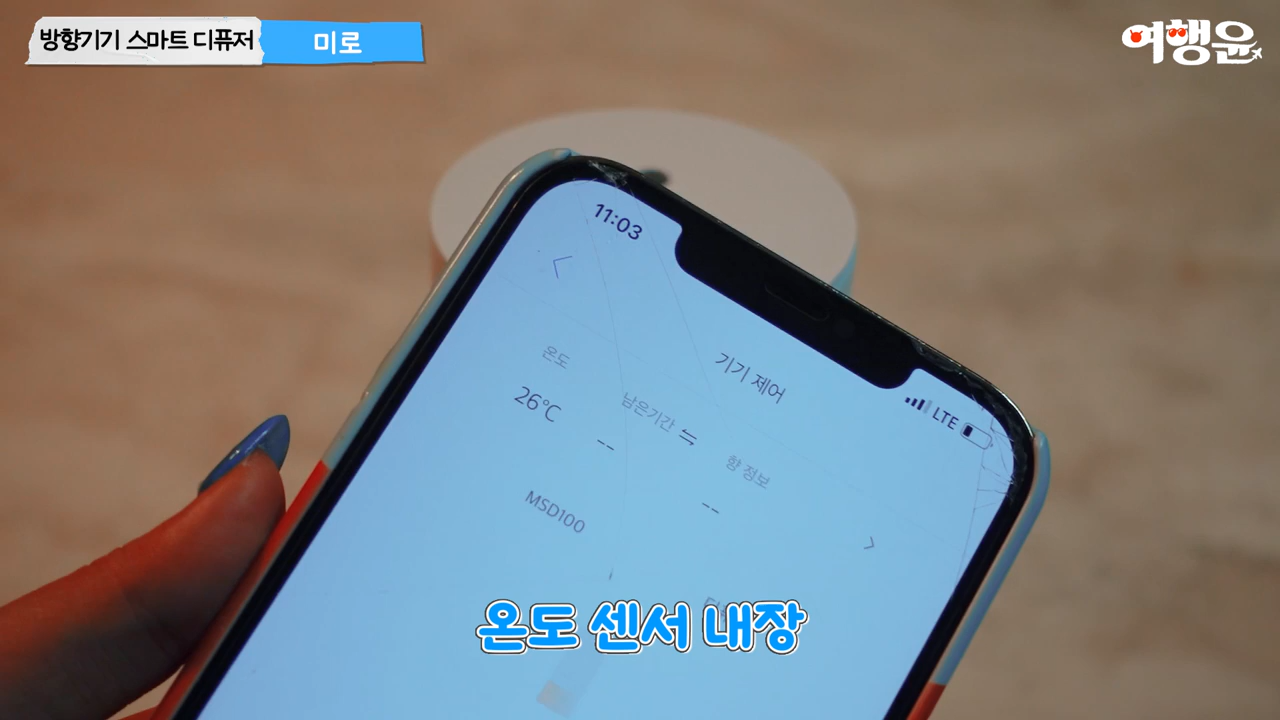 방향기기 스마트 디퓨저 미로
여행윤
11:03
LTE
기기 제어
온도
26°C
남은기간
--
향 정보
--
MSD100
온도 센서 내장